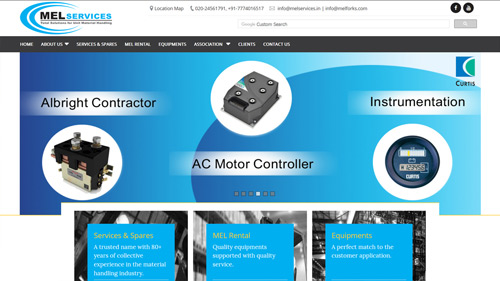 MEL SERVICES
Total Solutions for Unit Material Handling
Location Map 020-24561791, +91-7774016517 info@melservices.in | info@melforks.com
Google Custom Search
HOME ABOUT US SERVICES & SPARES MEL RENTAL EQUIPMENTS ASSOCIATION CLIENTS CONTACT US
CURTIS
Albright Contractor
Instrumentation
AC Motor Controller
CURTIS
Services & Spares
A trusted name with 80+
years of collective
experience in the material
handling industry.
MEL Rental
Quality equipments
supported with quality
service.
Equipments
A perfect match to the
customer application.